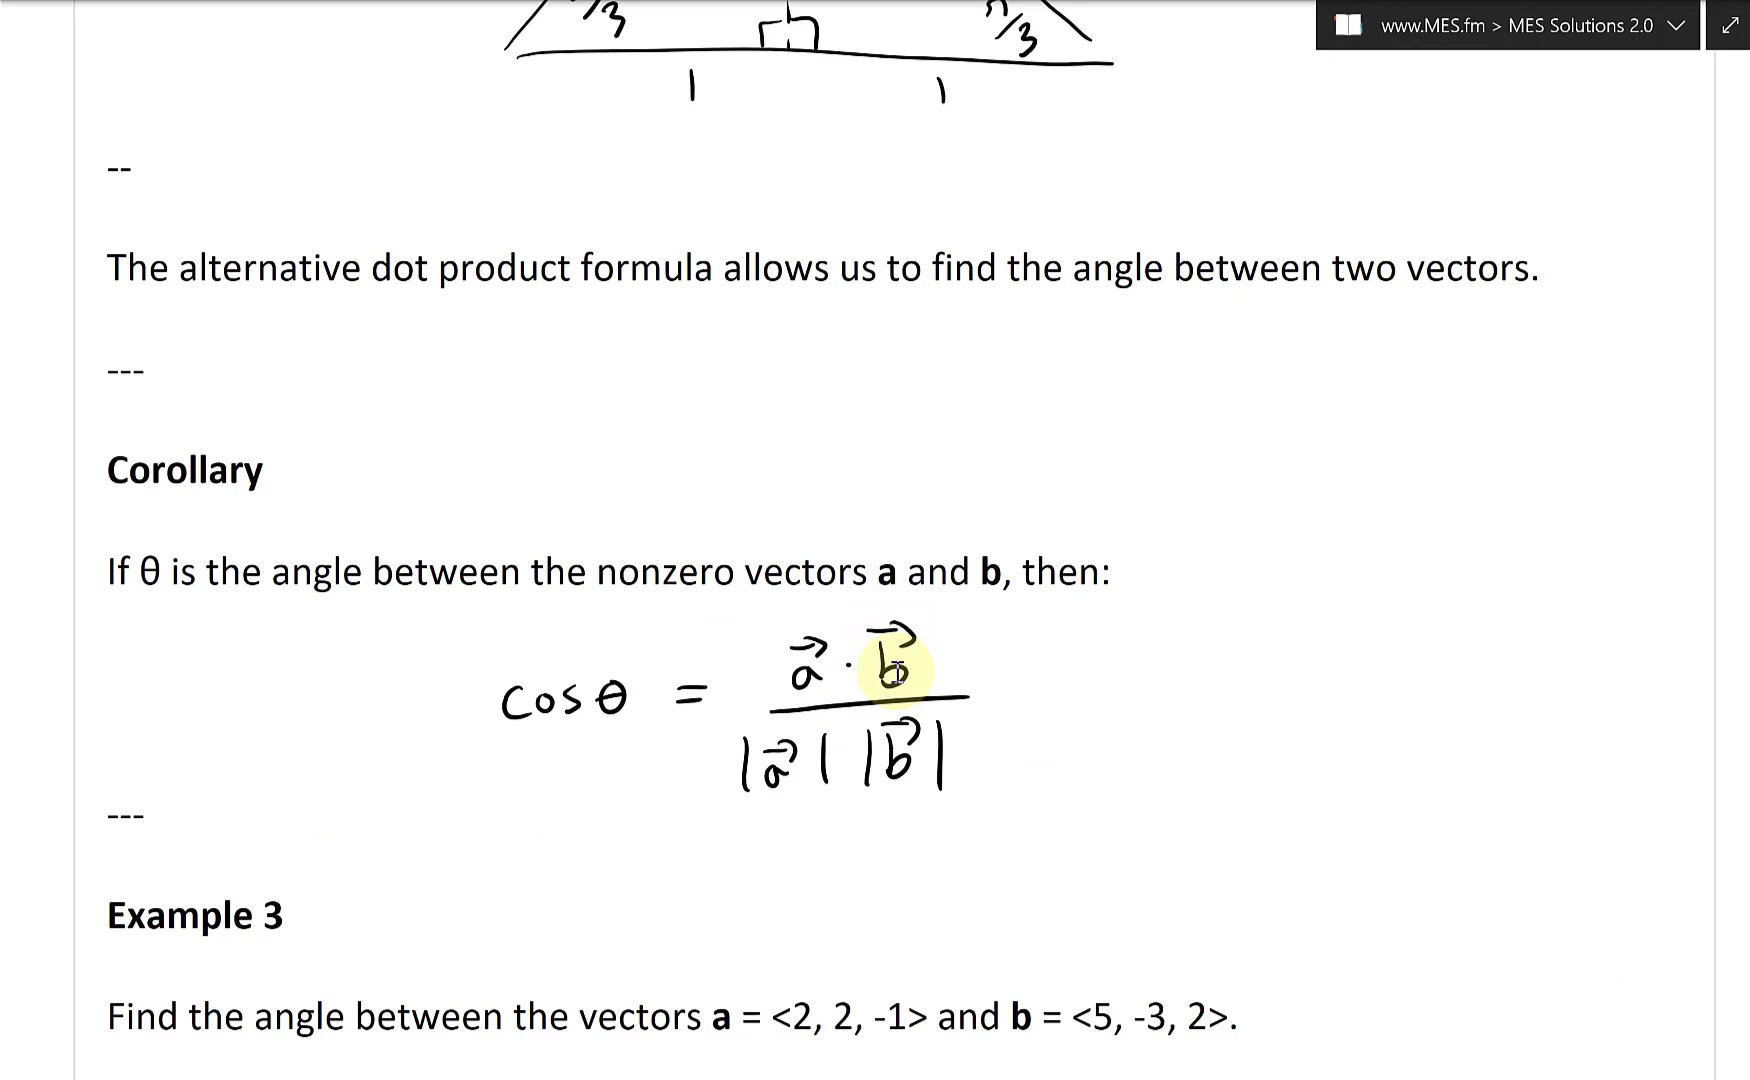 /3 π/3
www.MES.fm > MES Solutions 2.0
1 1
--
The alternative dot product formula allows us to find the angle between two vectors.
---
Corollary
If θ is the angle between the nonzero vectors a and b, then:
cos θ = a⃗ · b⃗ / |a⃗| |b⃗|
---
Example 3
Find the angle between the vectors a = <2, 2, -1> and b = <5, -3, 2>.